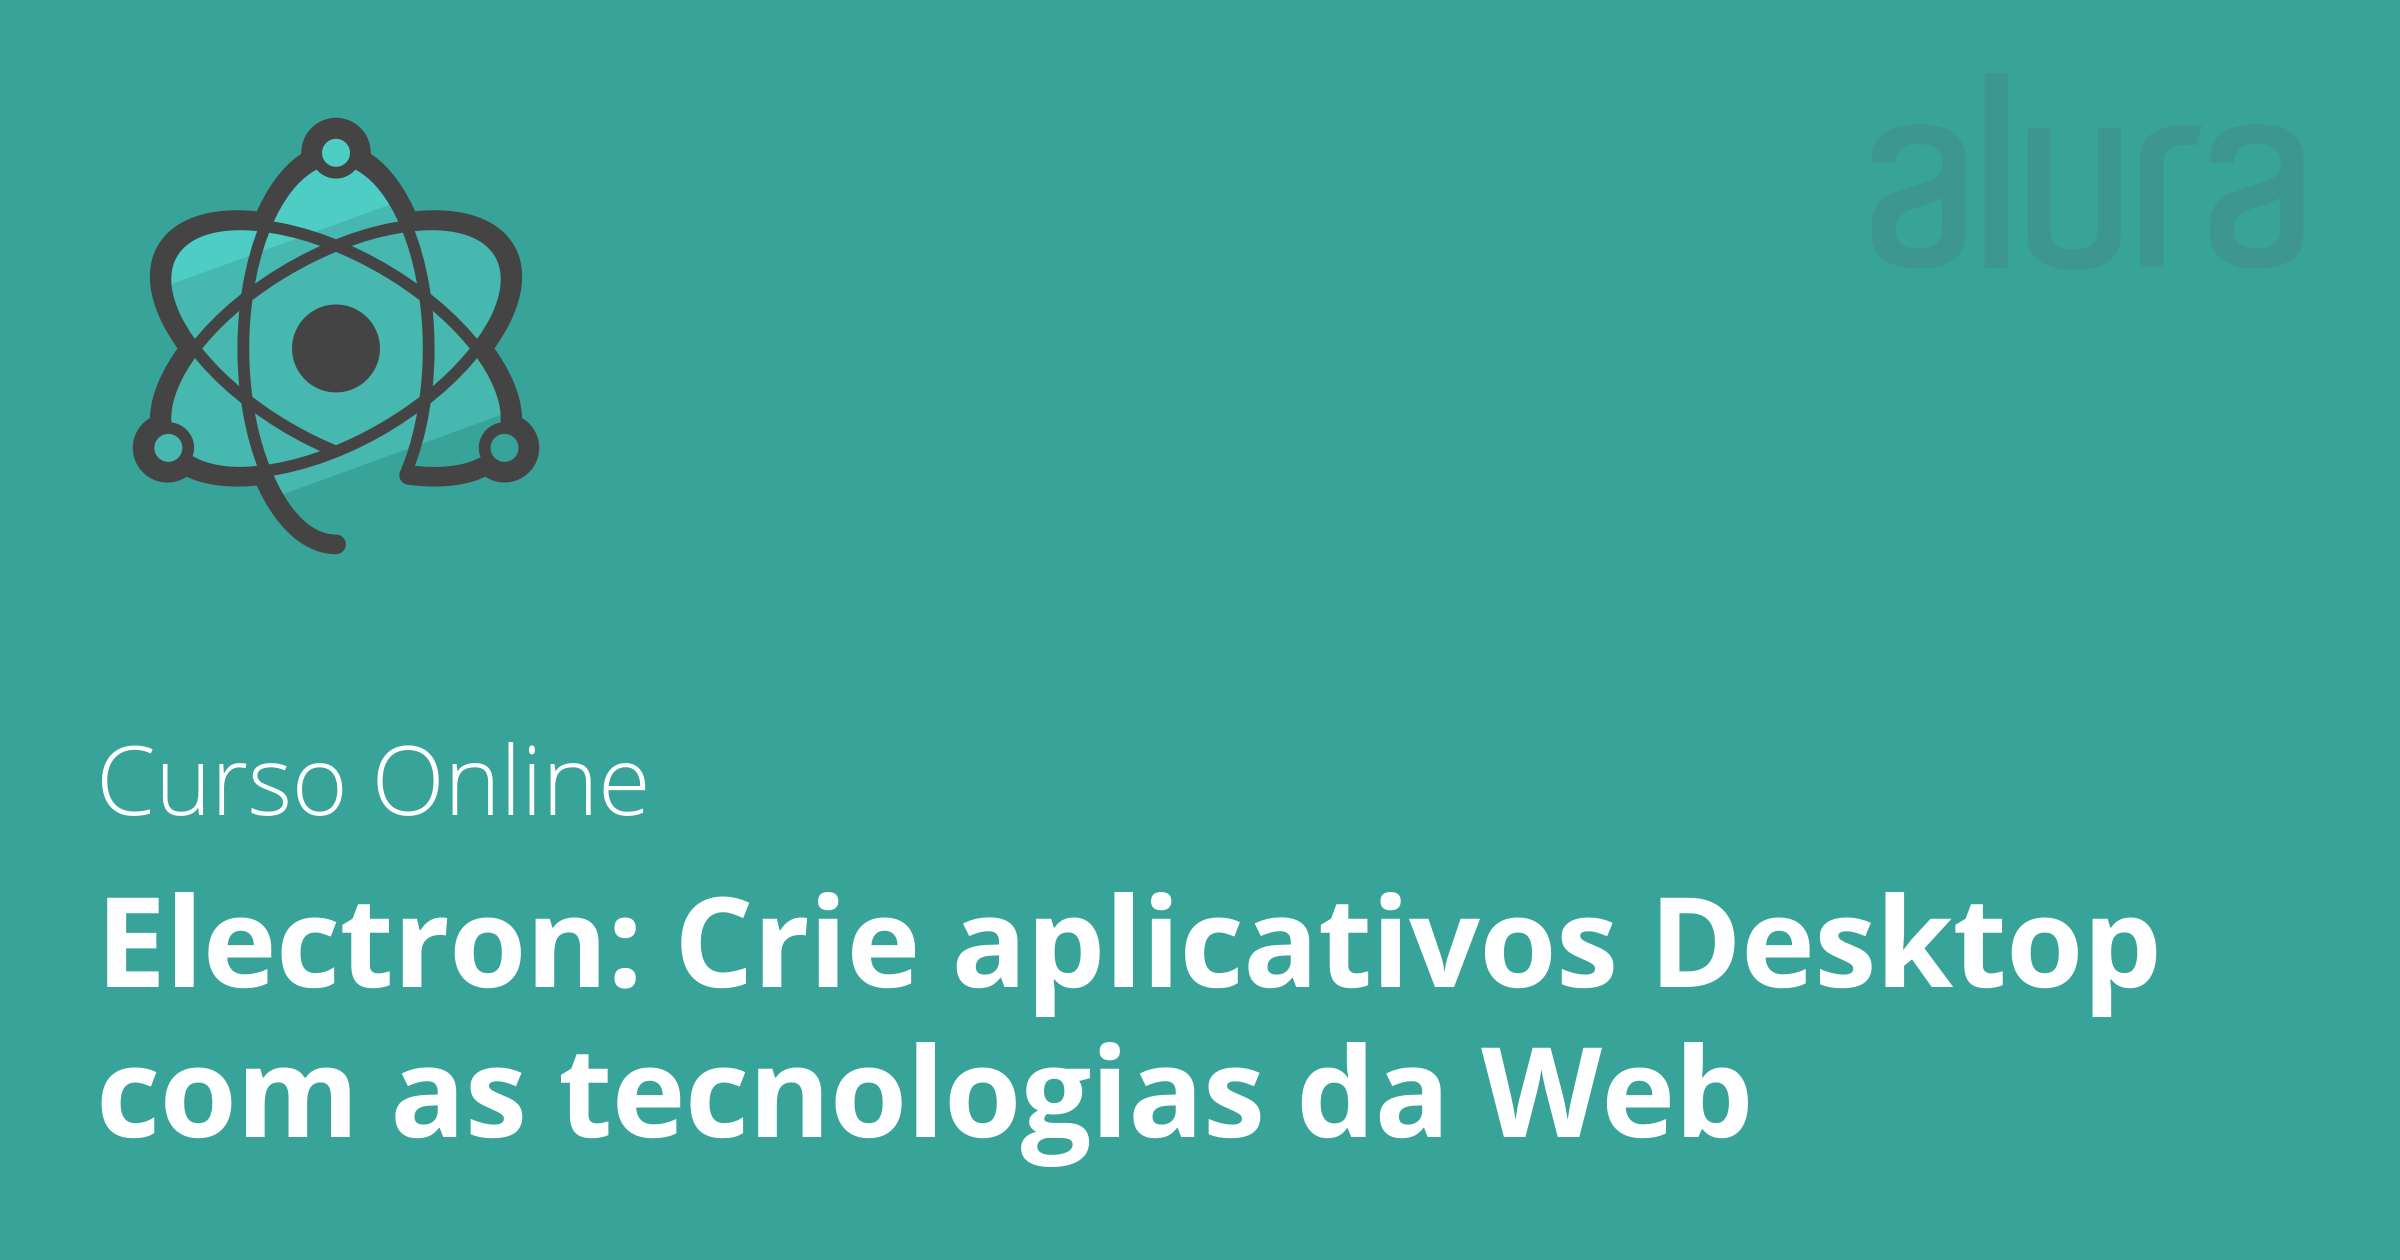 alura
Curso Online
Electron: Crie aplicativos Desktop
com as tecnologias da Web